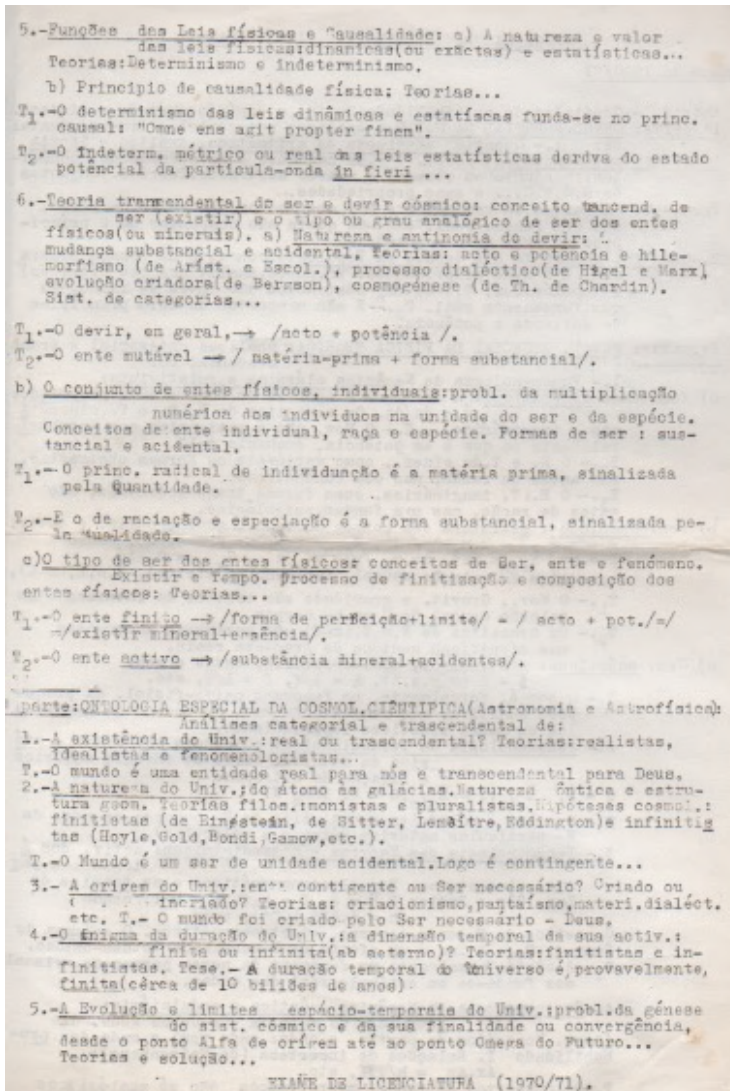 5.-Funções das Leis físicas e Causalidade: a) A natureza e valor
das leis físicas:dinâmicas(ou exactas) e estatísticas...
Teorias:Determinismo e indeterminismo.
b) Princípio de causalidade física; Teorias...
T1.-O determinismo das leis dinâmicas e estatíscas funda-se no princ.
causal: "Omne ens agit propter finem".
T2.-O Indeterm. métrico ou real das leis estatísticas deriva do estado
potencial da partícula-onda in fieri ...
6.-Teoria transcendental do ser e devir cósmico: conceito trancend. de
ser (existir) e o tipo ou grau analógico de ser dos entes
físicos(ou minerais). a) Natureza e antinomia do devir:
mudança substancial e acidental. Teorias: acto e potência e hile-
morfismo (de Arist. e Escol.), processo dialéctico(de Higel e Marx),
evolução criadora(de Bergson), cosmogénese (de Th. de Chardin).
Sist. de categorias...
T1.-O devir, em geral,→ /acto + potência /.
T2.-O ente mutável → / matéria-prima + forma substancial/.
b) O conjunto de entes físicos, individuais:probl. da multiplicação
numérica dos indivíduos na unidade do ser e da espécie.
Conceitos de ente individual, raça e espécie. Formas de ser : sus-
tancial e acidental.
T1.-O princ. radical de individuação é a matéria prima, sinalizada
pela Quantidade.
T2.-E o de raciação e especiação é a forma substancial, sinalizada pe-
la Qualidade.
c)O tipo de ser dos entes físicos: conceitos de Ser, ente e fenómeno.
Existir e Tempo. processo de finitização e composição dos
entes físicos: Teorias...
T1.-O ente finito → /forma de perfeição+limite/ = / acto + pot./=/
=/existir mineral+essência/.
T2.-O ente activo → /substância mineral+acidentes/.
parte:ONTOLOGIA ESPECIAL DA COSMOL.CIÊNTIFICA(Astronomia e Astrofísica):
Análises categorial e trascendental de:
1.-A existência do Univ.:real ou trascendental? Teorias:realistas,
idealistas e fenomenologistas...
T.-O mundo é uma entidade real para nós e transcendental para Deus.
2.-A natureza do Univ.:do átomo às galácias.Natureza ôntica e estru-
tura geom. Teorias filos.:monistas e pluralistas.Hipóteses cosmol.:
finitistas (de Einstein, de Sitter, Lemâitre,Eddington)e infinitis
tas (Hoyle,Gold,Bondi,Gamow,etc.).
T.-O Mundo é um ser de unidade acidental.Logo é contingente...
3.- A origem do Univ.:ente contigente ou Ser necessário? Criado ou
incriado? Teorias: criacionismo,pantaísmo,materi.dialéct.
etc. T.- O mundo foi criado pelo Ser necessário - Deus.
4.-O Enigma da duração do Univ.:a dimensão temporal da sua activ.:
finita ou infinita(ab aeterno)? Teorias:finitistas e in-
finitistas. Tese.- A duração temporal do Universo é,provavelmente,
finita(cêrca de 10 biliões de anos)
5.-A Evolução e limites espácio-temporais do Univ.:probl.da génese
do sist. cósmico e da sua finalidade ou convergência,
desde o ponto Alfa de orígem até ao ponto Omega do Futuro...
Teorias e solução...
EXAME DE LICENCIATURA (1970/71).